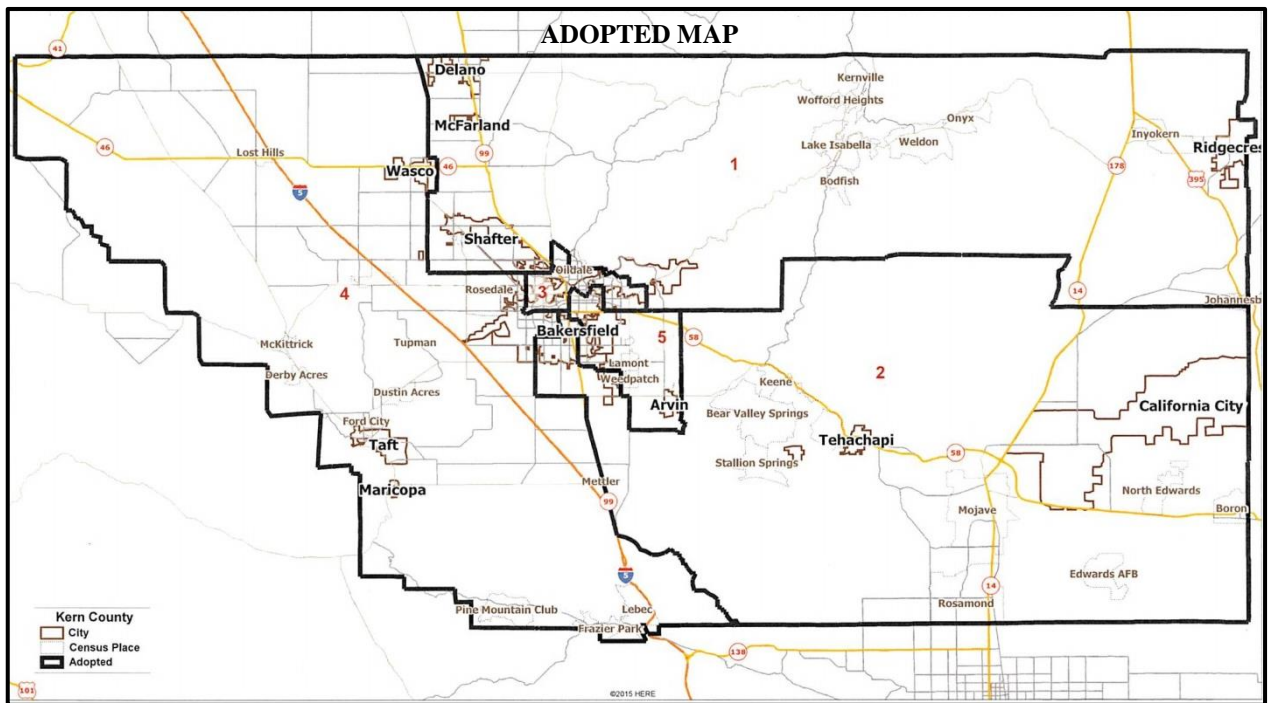 ADOPTED MAP
41
Delano
Kernville
Wofford Heights
Onyx
McFarland
Inyokern
Lake Isabella
Weldon
Ridgecres
46
Lost Hills
99
1
Wasco
46
178
395
Bodfish
5
Shafter
Oildale
4
Rosedale
3
14
Johannesb
Bakersfield
5
58
McKittrick
Tupman
Lamont
Derby Acres
Weedpatch
Keene
2
Dustin Acres
Arvin
Bear Valley Springs
California City
Ford City
Taft
Tehachapi
58
Stallion Springs
Maricopa
Mettler
North Edwards
99
Mojave
Boron
5
Edwards AFB
14
Rosamond
Pine Mountain Club
Lebec
Frazier Park
138
Kern County
City
Census Place
Adopted
101
©2015 HERE